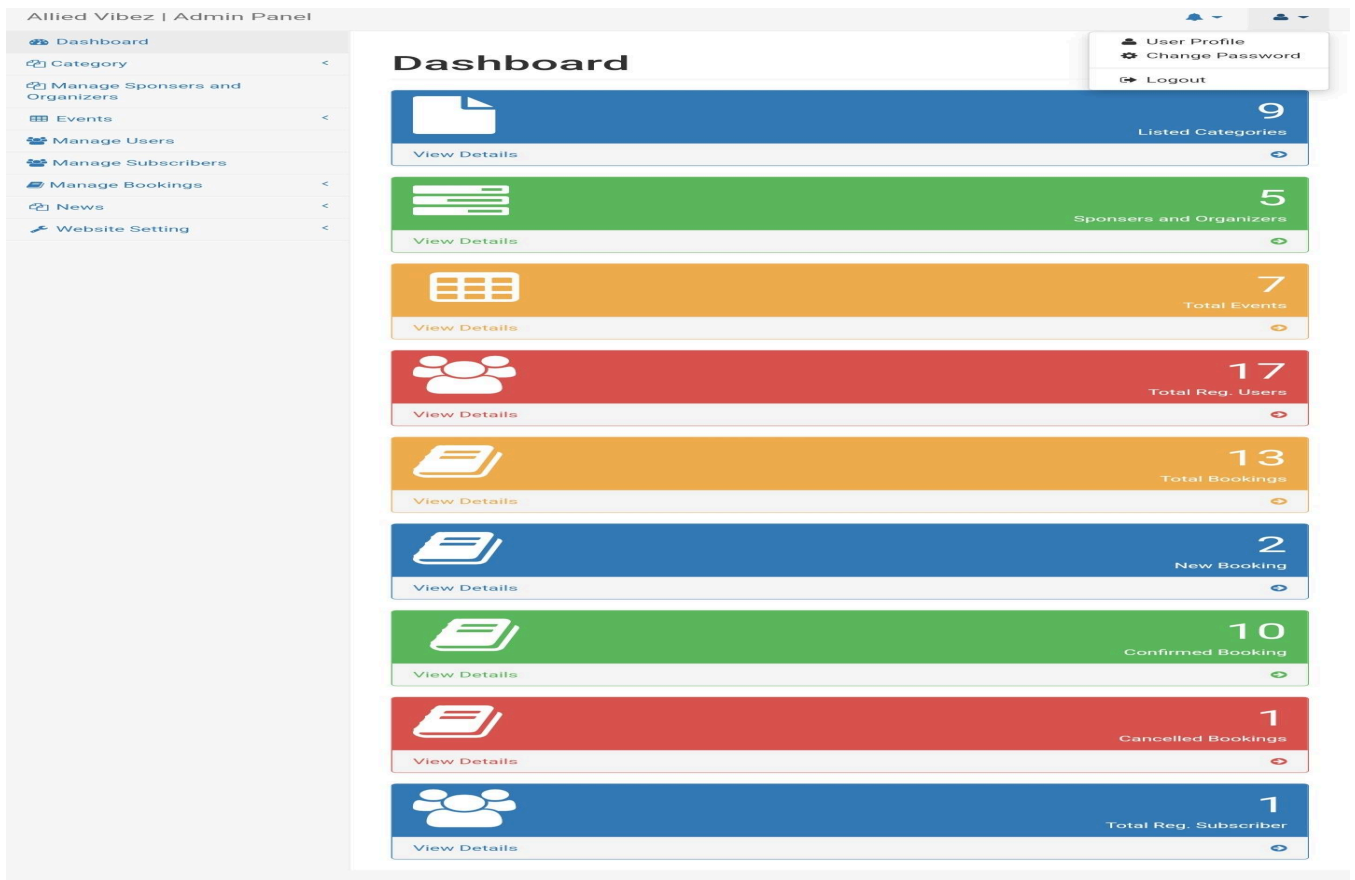 Allied Vibez | Admin Panel
Dashboard
Category
Manage Sponsers and
Organizers
Events
Manage Users
Manage Subscribers
Manage Bookings
News
Website Setting
User Profile
Change Password
Logout
Dashboard
9
Listed Categories
View Details
5
Sponsers and Organizers
View Details
7
Total Events
View Details
17
Total Reg. Users
View Details
13
Total Bookings
View Details
2
New Booking
View Details
10
Confirmed Booking
View Details
1
Cancelled Bookings
View Details
1
Total Reg. Subscriber
View Details